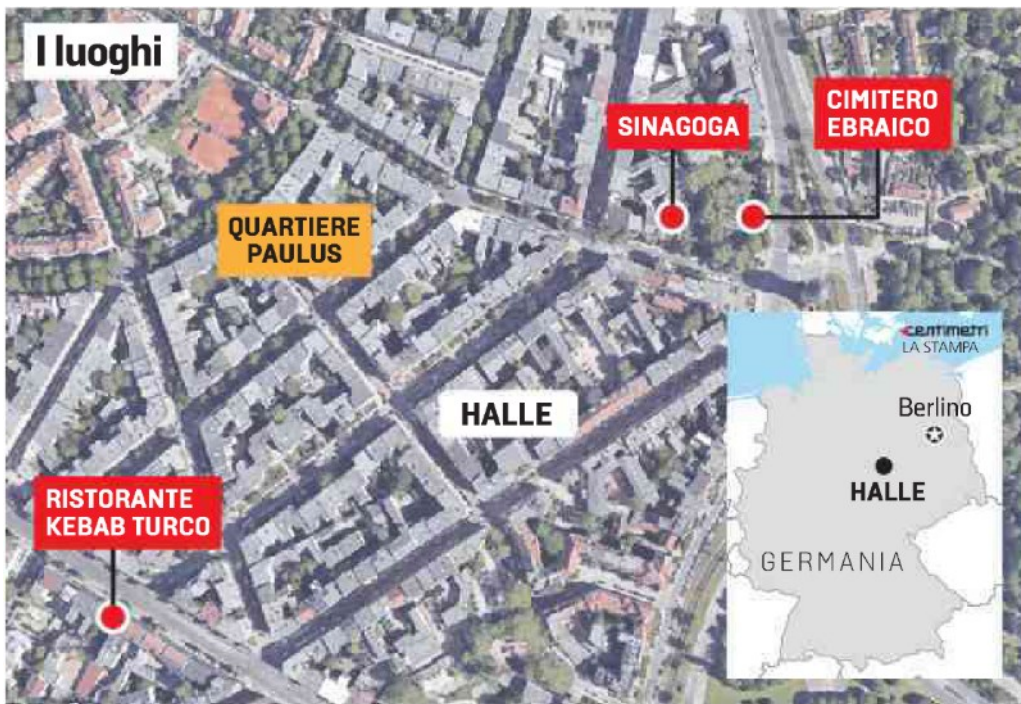 I luoghi
SINAGOGA
CIMITERO
EBRAICO
QUARTIERE
PAULUS
HALLE
RISTORANTE
KEBAB TURCO
centimetri
LA STAMPA
Berlino
HALLE
GERMANIA